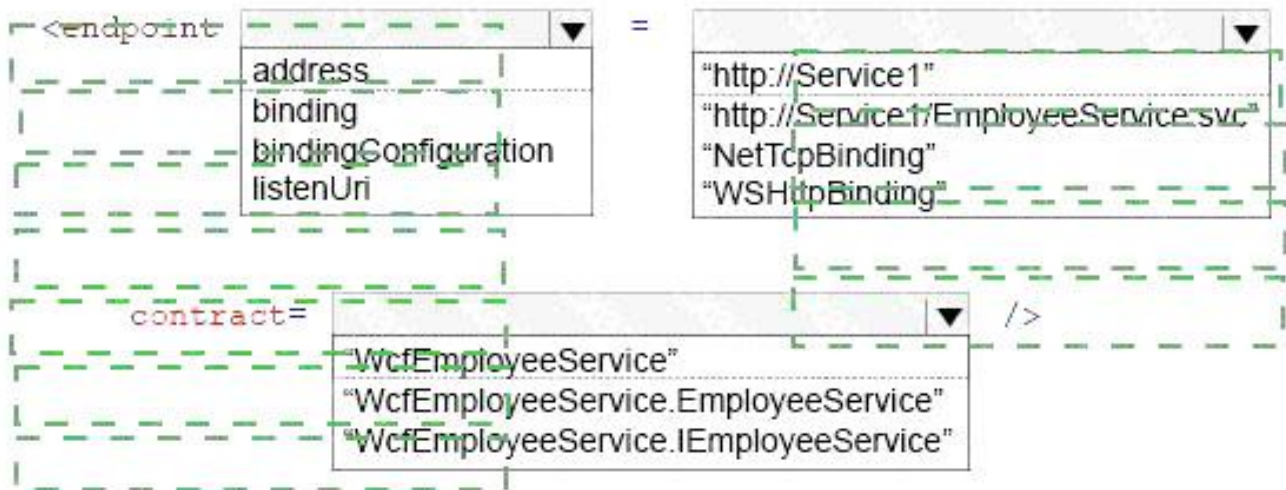 <endpoint =
address
binding
bindingConfiguration
listenUri
“http://Service1”
“http://Service1/EmployeeService.svc”
“NetTcpBinding”
“WSHttpBinding”
contract= />
“WcfEmployeeService”
“WcfEmployeeService.EmployeeService”
“WcfEmployeeService.IEmployeeService”